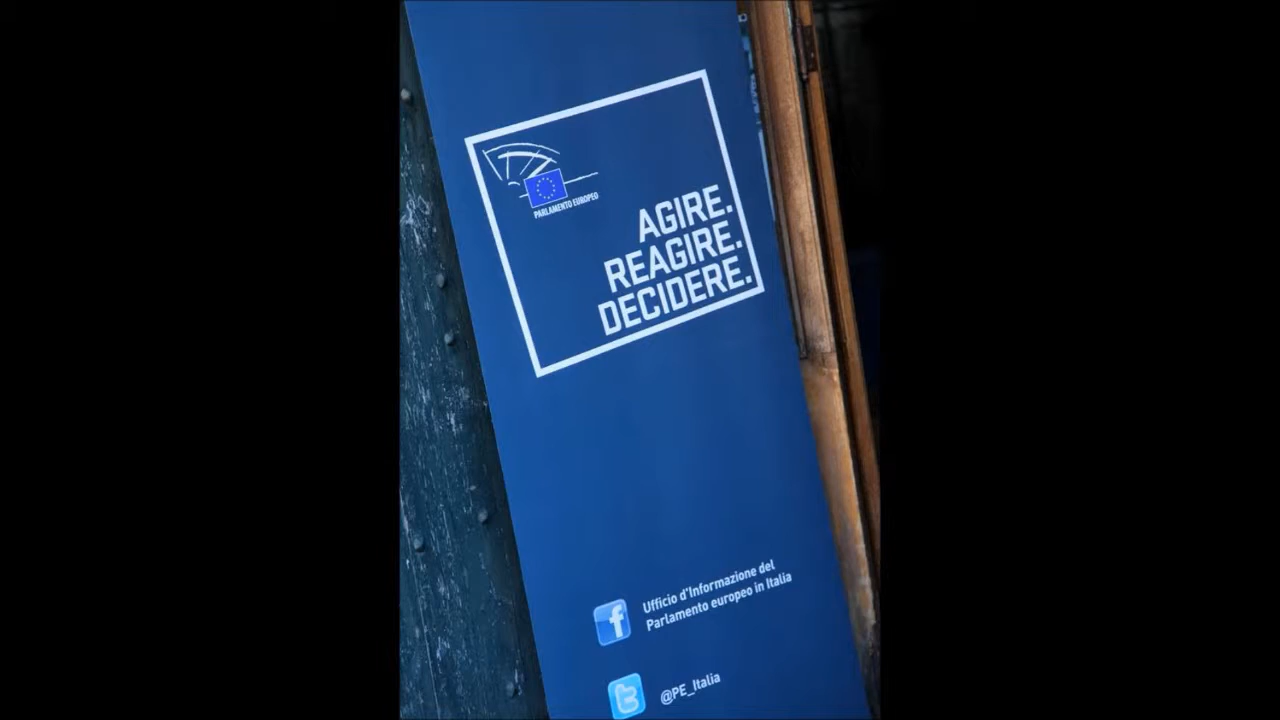 PARLAMENTO EUROPEO
AGIRE.
REAGIRE.
DECIDERE.
Ufficio d'Informazione del
Parlamento europeo in Italia
@PE_Italia